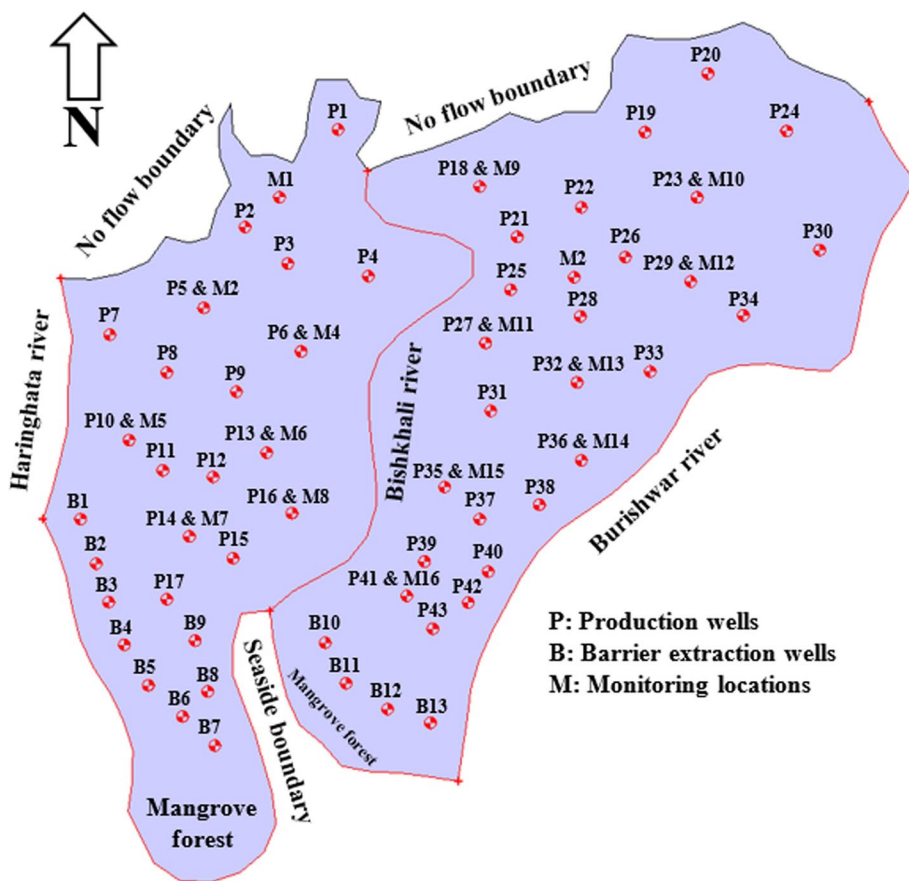 N
No flow boundary
No flow boundary
P20
P1
P19
P24
P18 & M9
P23 & M10
M1
P22
P2
P21
P3
P4
M2
P26
P30
P29 & M12
P25
P5 & M2
P28
P34
P7
P6 & M4
P27 & M11
P8
P33
P32 & M13
P9
Haringhata river
Bishkhali river
P31
P10 & M5
P13 & M6
P11
P12
P36 & M14
P35 & M15
Burishwar river
P16 & M8
P38
B1
P14 & M7
P37
P15
B2
P39
P40
P41 & M16
B3
P17
P42
P43
B4
B9
B10
P: Production wells
B: Barrier extraction wells
M: Monitoring locations
B5
B8
B11
B6
B12
B13
B7
Seaside boundary
Mangrove forest
Mangrove
forest